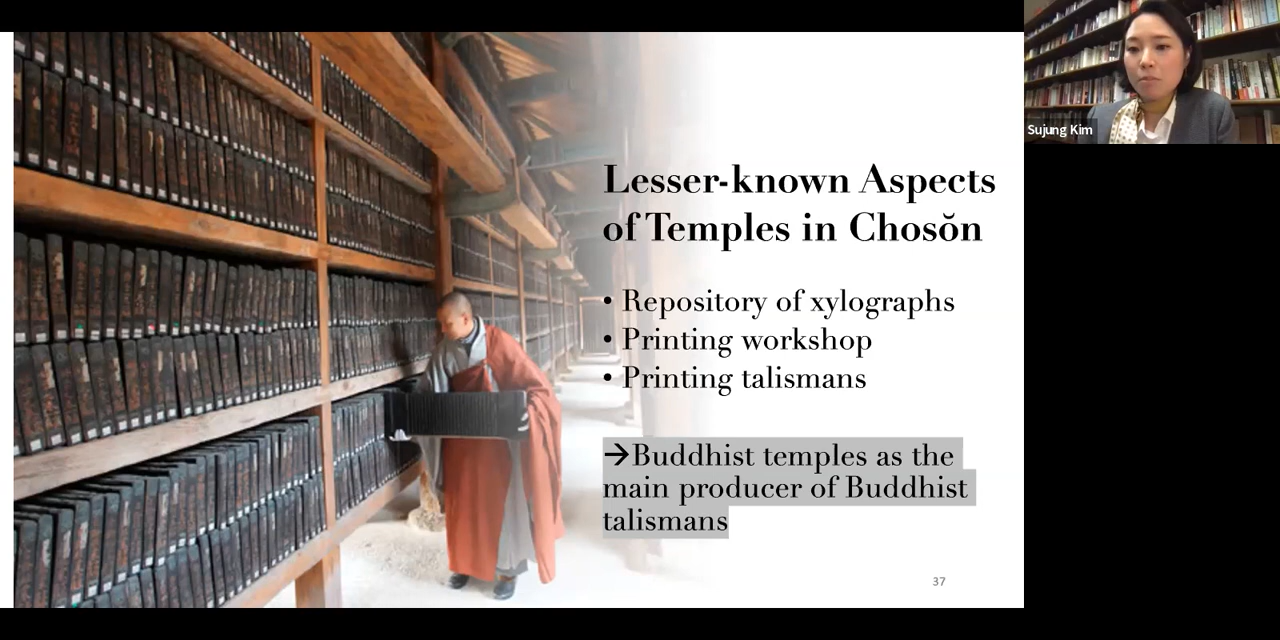 Lesser-known Aspects
of Temples in Chosŏn
• Repository of xylographs
• Printing workshop
• Printing talismans
→Buddhist temples as the
main producer of Buddhist
talismans
37
Sujung Kim